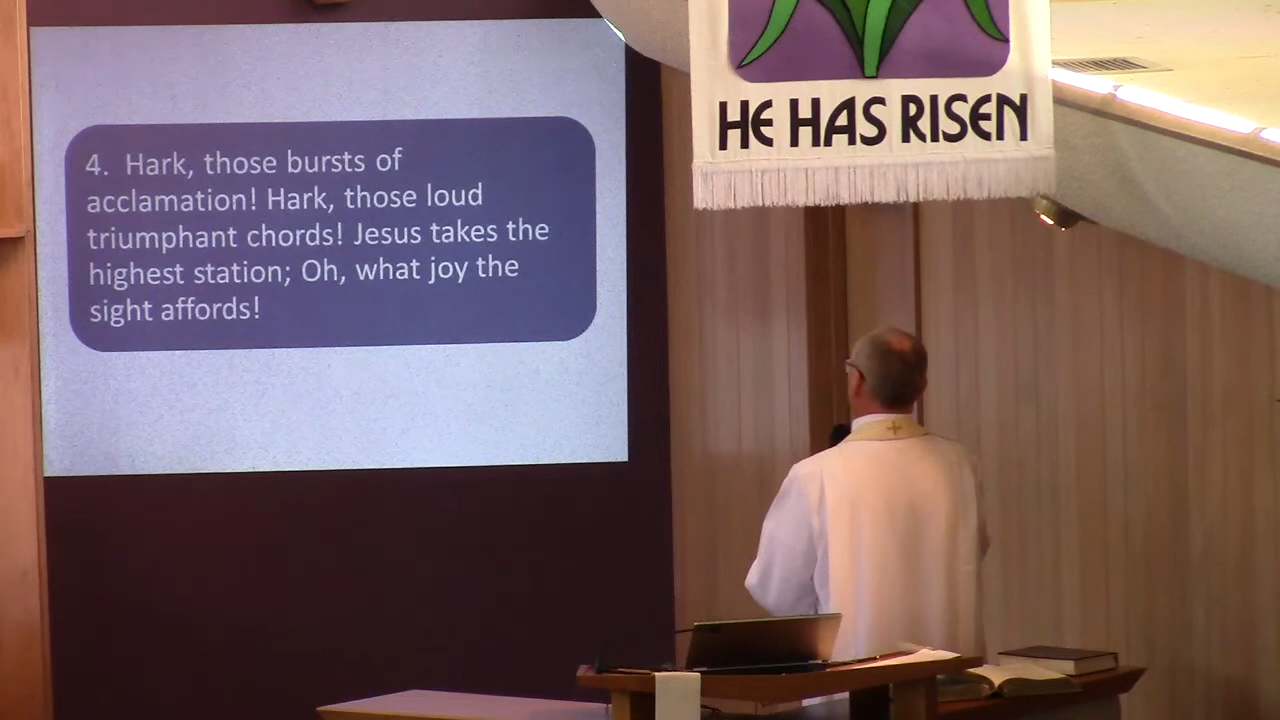 4. Hark, those bursts of
acclamation! Hark, those loud
triumphant chords! Jesus takes the
highest station; Oh, what joy the
sight affords!
HE HAS RISEN